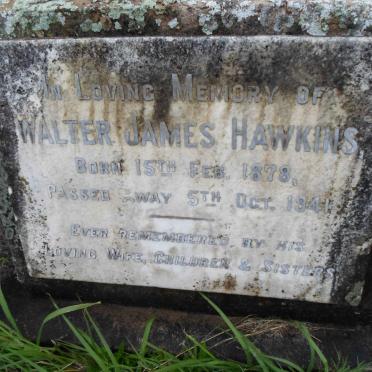 In Loving Memory of
Walter James Hawkins
Born 15th Feb. 1878.
Passed away 5th Oct. 1941
Ever remembered by his
loving Wife, Children & Sisters